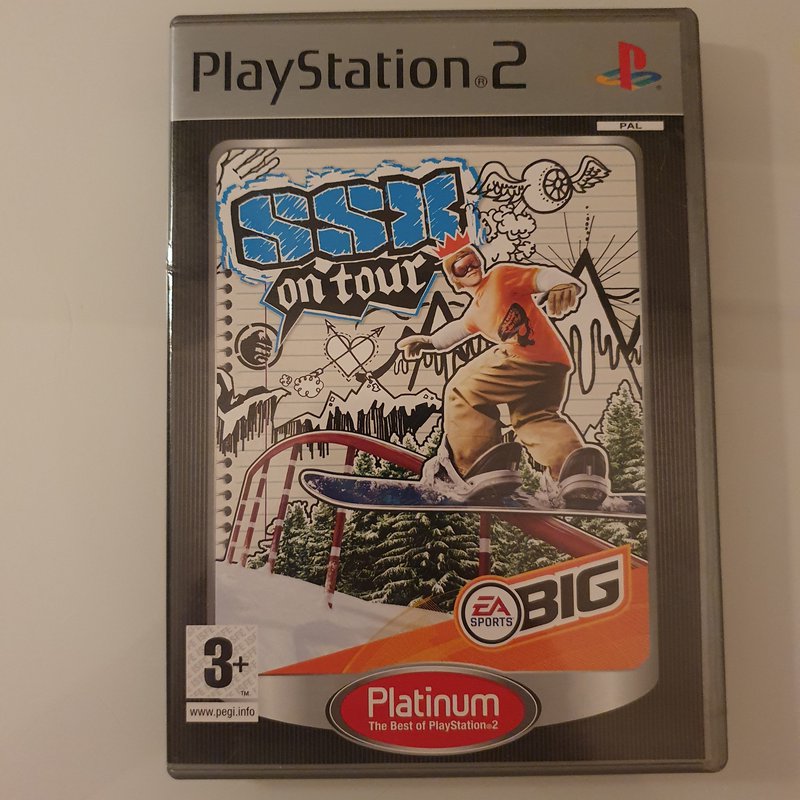 PlayStation®2
PAL
SSX
on tour
EA
SPORTS
BIG
3+
TM
www.pegi.info
Platinum
The Best of PlayStation®2